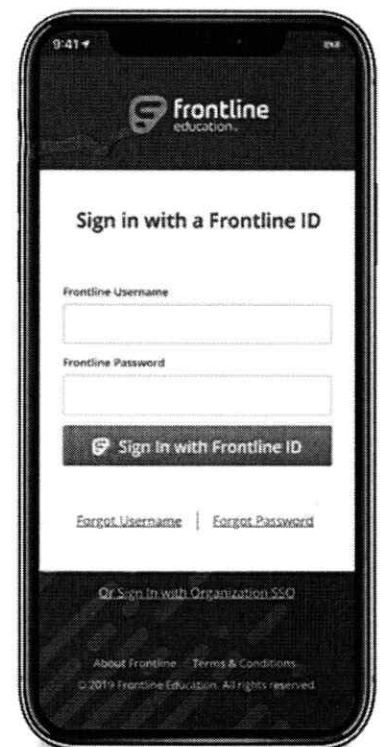 9:41
frontline
education™
Sign in with a Frontline ID
Frontline Username
Frontline Password
Sign In with Frontline ID
Forgot Username | Forgot Password
Or Sign In with Organization SSO
About Frontline Terms & Conditions
© 2019 Frontline Education. All rights reserved.